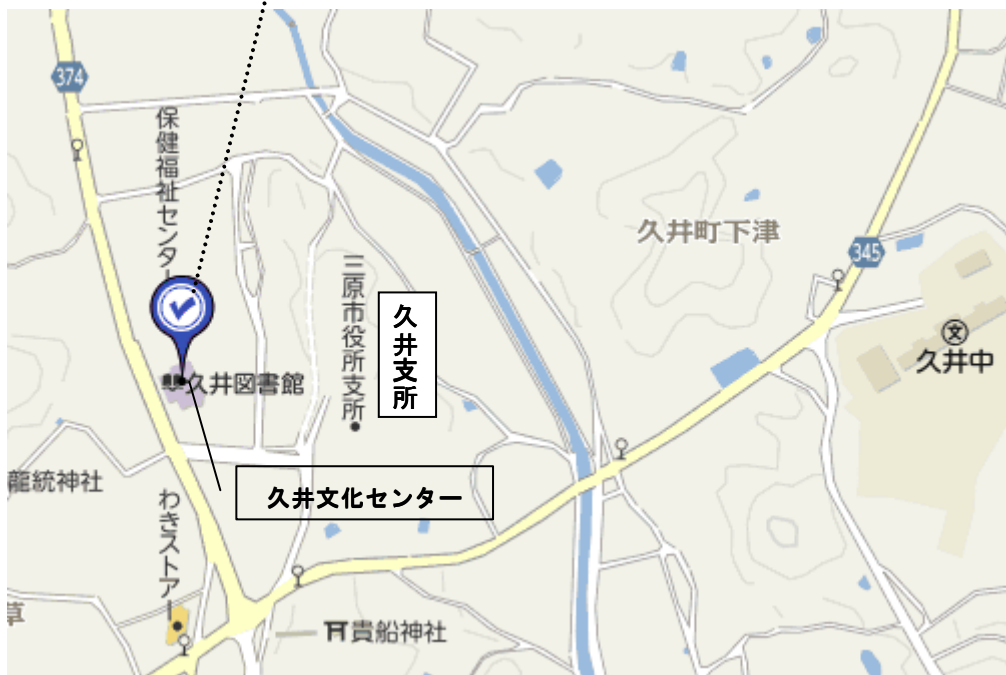 374
保健福祉センター
久井町下津
345
三原市役所支所
久井支所
文
久井中
久井図書館
龍統神社
久井文化センター
わきストアー
貴船神社
草